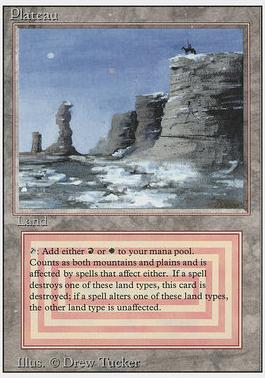 Plateau
Land
: Add either or to your mana pool.
Counts as both mountains and plains and is
affected by spells that affect either. If a spell
destroys one of these land types, this card is
destroyed; if a spell alters one of these land types,
the other land type is unaffected.
Illus. © Drew Tucker